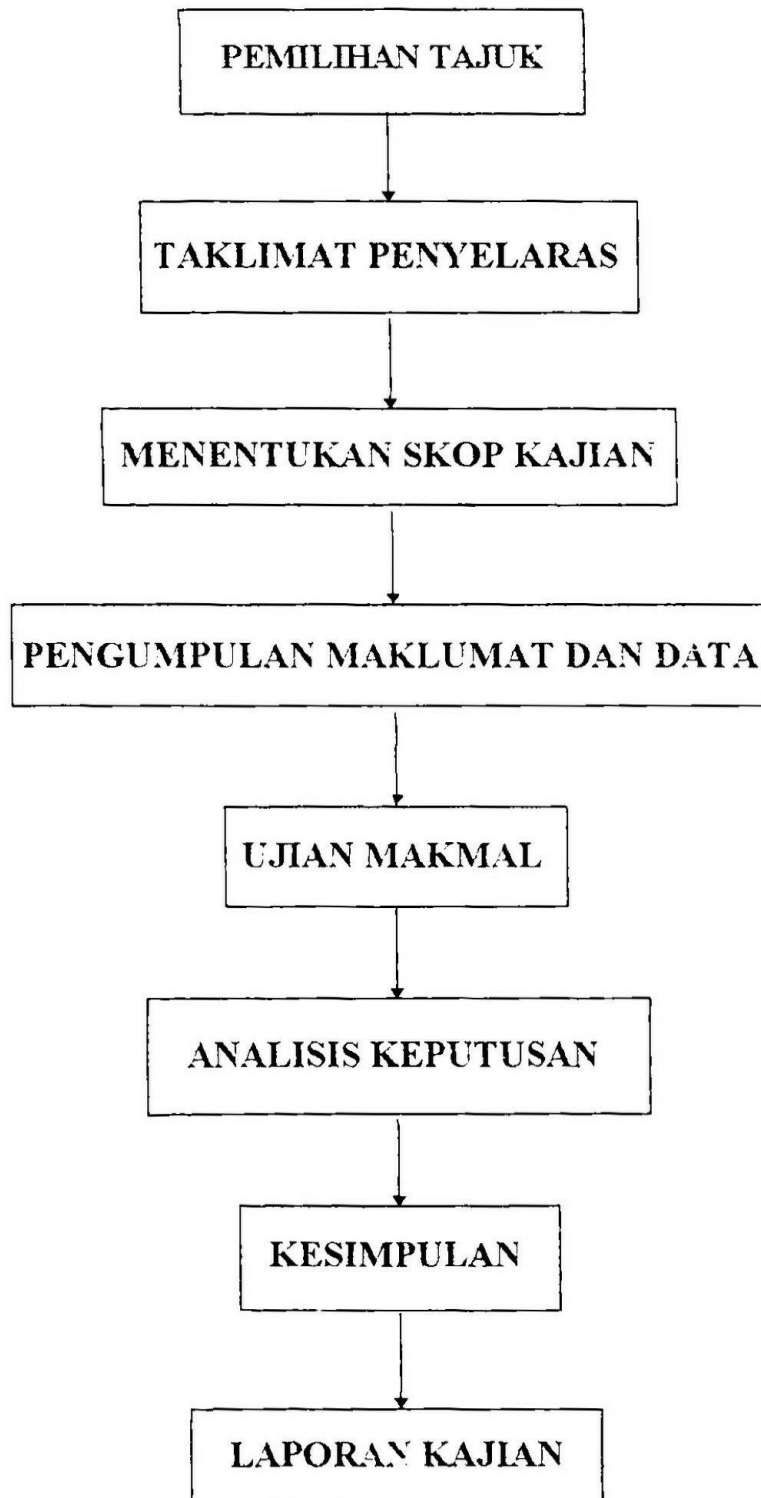 PEMILIHAN TAJUK
TAKLIMAT PENYELARAS
MENENTUKAN SKOP KAJIAN
PENGUMPULAN MAKLUMAT DAN DATA
UJIAN MAKMAL
ANALISIS KEPUTUSAN
KESIMPULAN
LAPORAN KAJIAN